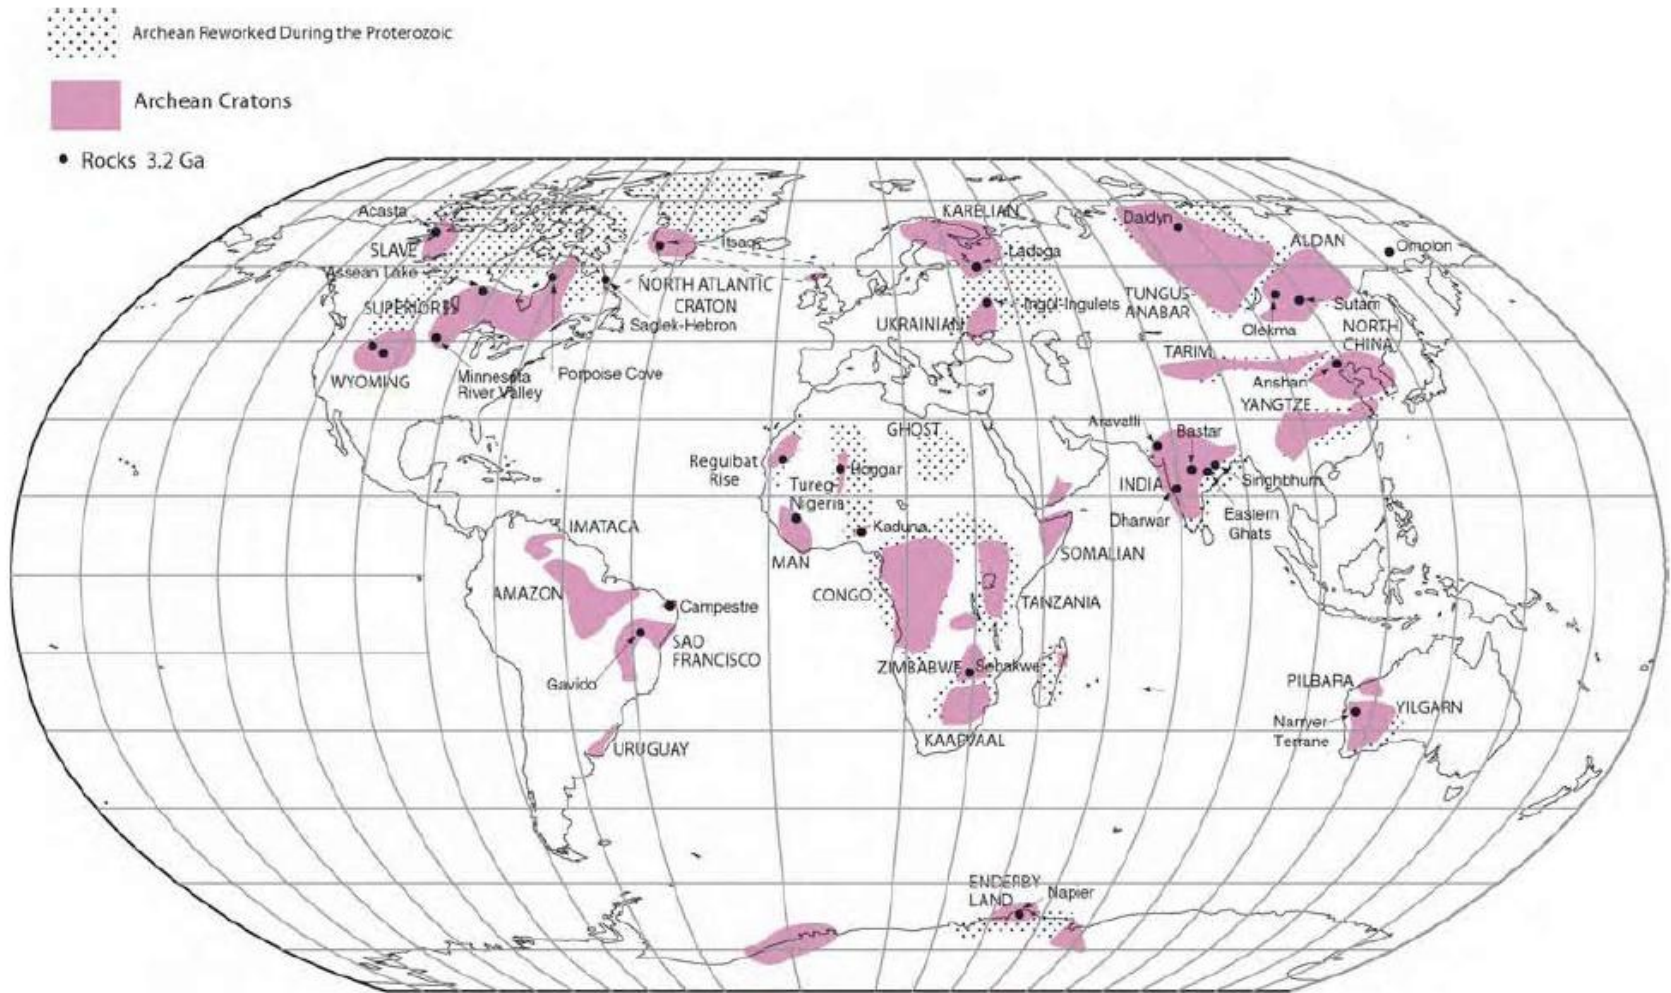 Archean Reworked During the Proterozoic
Archean Cratons
Rocks 3.2 Ga
Acasta
SLAVE
Assean Lake
SUPERIOR
WYOMING
Minnesota
River Valley
Porpoise Cove
Itsaq
NORTH ATLANTIC
CRATON
Saglek-Hebron
KARELIAN
Ladoga
Ingul-Ingulets
UKRAINIAN
Daldyn
ALDAN
Omolon
TUNGUS
ANABAR
Sutam
Olekma
NORTH
CHINA
TARIM
Anshan
YANGTZE
GHOST
Reguibat
Rise
Hoggar
Tureg
Nigeria
Kaduna
MAN
Aravalli
Bastar
INDIA
Singhbhum
Dharwar
Eastern
Ghats
SOMALIAN
IMATACA
AMAZON
Campestre
SAO
FRANCISCO
Gavido
URUGUAY
CONGO
TANZANIA
ZIMBABWE
Sebakwe
KAAPVAAL
PILBARA
YILGARN
Narryer
Terrane
ENDERBY
LAND
Napier